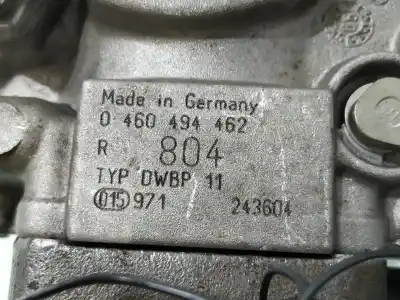 Made in Germany
0 460 494 462
R 804
TYP DWBP 11
015 971 243604